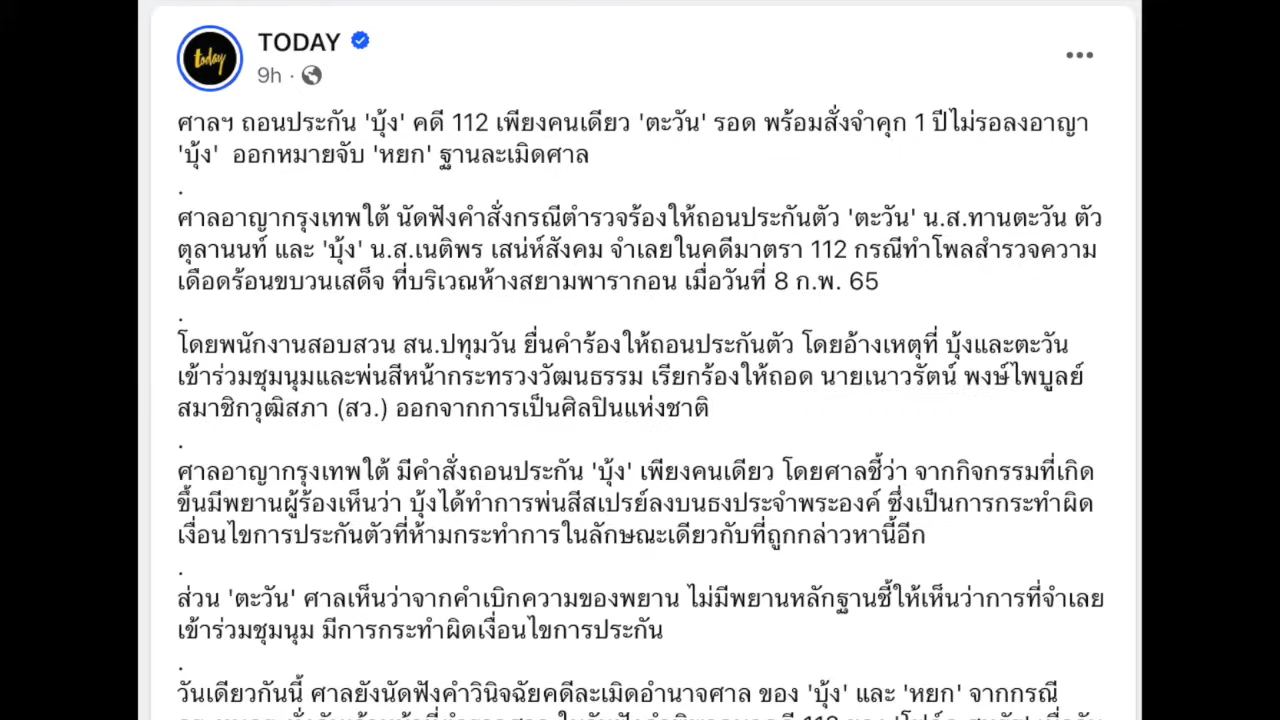 today
TODAY
9h ·
ศาลฯ ถอนประกัน 'บุ้ง' คดี 112 เพียงคนเดียว 'ตะวัน' รอด พร้อมสั่งจำคุก 1 ปีไม่รอลงอาญา
'บุ้ง'  ออกหมายจับ 'หยก' ฐานละเมิดศาล
.
ศาลอาญากรุงเทพใต้ นัดฟังคำสั่งกรณีตำรวจร้องให้ถอนประกันตัว 'ตะวัน' น.ส.ทานตะวัน ตัว
ตุลานนท์ และ 'บุ้ง' น.ส.เนติพร เสน่ห์สังคม จำเลยในคดีมาตรา 112 กรณีทำโพลสำรวจความ
เดือดร้อนขบวนเสด็จ ที่บริเวณห้างสยามพารากอน เมื่อวันที่ 8 ก.พ. 65
.
โดยพนักงานสอบสวน สน.ปทุมวัน ยื่นคำร้องให้ถอนประกันตัว โดยอ้างเหตุที่ บุ้งและตะวัน
เข้าร่วมชุมนุมและพ่นสีหน้ากระทรวงวัฒนธรรม เรียกร้องให้ถอด นายเนาวรัตน์ พงษ์ไพบูลย์
สมาชิกวุฒิสภา (สว.) ออกจากการเป็นศิลปินแห่งชาติ
.
ศาลอาญากรุงเทพใต้ มีคำสั่งถอนประกัน 'บุ้ง' เพียงคนเดียว โดยศาลชี้ว่า จากกิจกรรมที่เกิด
ขึ้นมีพยานผู้ร้องเห็นว่า บุ้งได้ทำการพ่นสีสเปรย์ลงบนธงประจำพระองค์ ซึ่งเป็นการกระทำผิด
เงื่อนไขการประกันตัวที่ห้ามกระทำการในลักษณะเดียวกับที่ถูกกล่าวหานี้อีก
.
ส่วน 'ตะวัน' ศาลเห็นว่าจากคำเบิกความของพยาน ไม่มีพยานหลักฐานชี้ให้เห็นว่าการที่จำเลย
เข้าร่วมชุมนุม มีการกระทำผิดเงื่อนไขการประกัน
.
วันเดียวกันนี้ ศาลยังนัดฟังคำวินิจฉัยคดีละเมิดอำนาจศาล ของ 'บุ้ง' และ 'หยก' จากกรณี